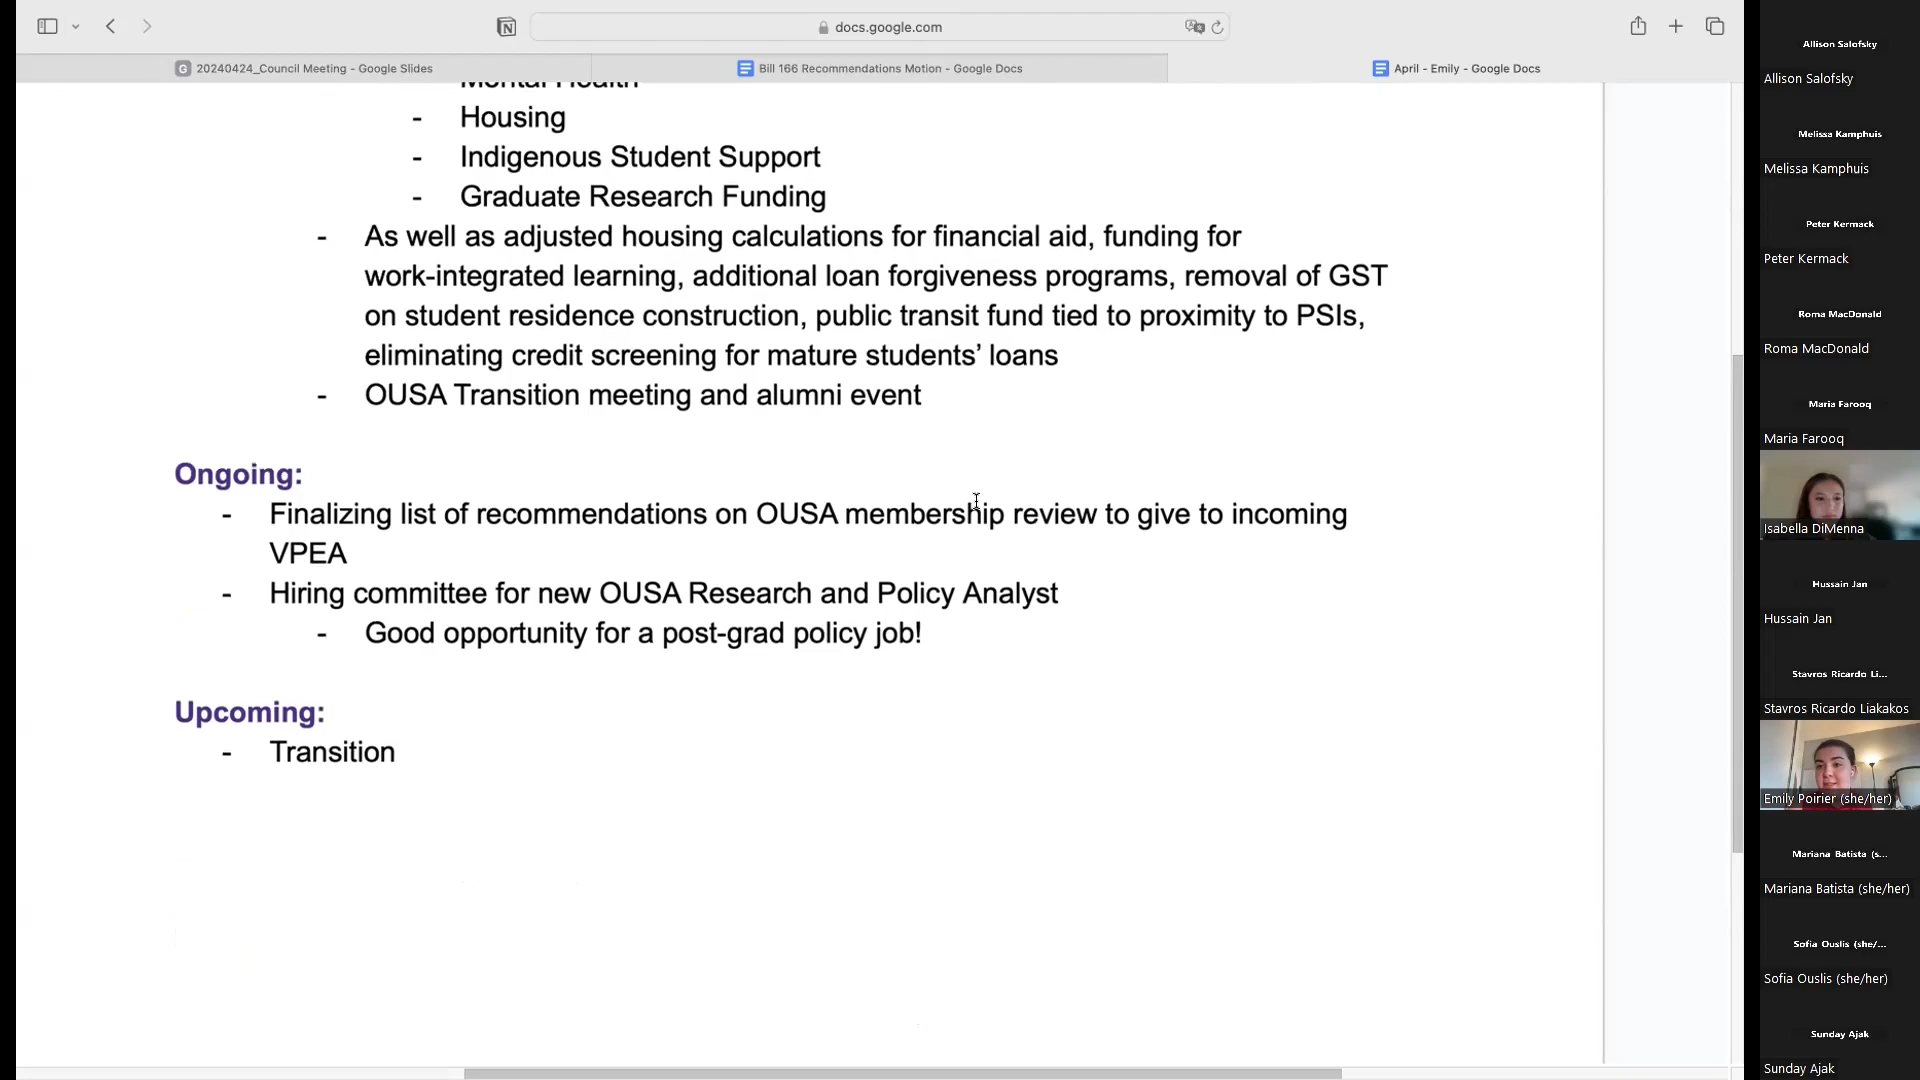 docs.google.com
20240424_Council Meeting - Google Slides
Bill 166 Recommendations Motion - Google Docs
April - Emily - Google Docs
Mental Health
- Housing
- Indigenous Student Support
- Graduate Research Funding
- As well as adjusted housing calculations for financial aid, funding for
work-integrated learning, additional loan forgiveness programs, removal of GST
on student residence construction, public transit fund tied to proximity to PSIs,
eliminating credit screening for mature students’ loans
- OUSA Transition meeting and alumni event
Ongoing:
- Finalizing list of recommendations on OUSA membership review to give to incoming
VPEA
- Hiring committee for new OUSA Research and Policy Analyst
- Good opportunity for a post-grad policy job!
Upcoming:
- Transition
Allison Salofsky
Allison Salofsky
Melissa Kamphuis
Melissa Kamphuis
Peter Kermack
Peter Kermack
Roma MacDonald
Roma MacDonald
Maria Farooq
Maria Farooq
Isabella DiMenna
Hussain Jan
Hussain Jan
Stavros Ricardo Li...
Stavros Ricardo Liakakos
Emily Poirier (she/her)
Mariana Batista (s...
Mariana Batista (she/her)
Sofia Ouslis (she/...
Sofia Ouslis (she/her)
Sunday Ajak
Sunday Ajak